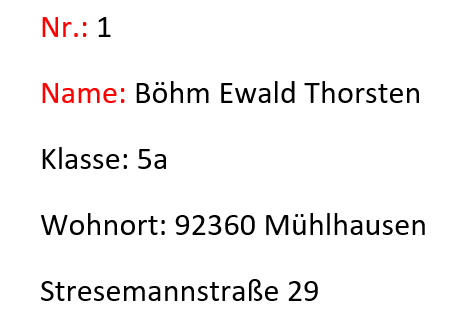 Nr.: 1
Name: Böhm Ewald Thorsten
Klasse: 5a
Wohnort: 92360 Mühlhausen
Stresemannstraße 29